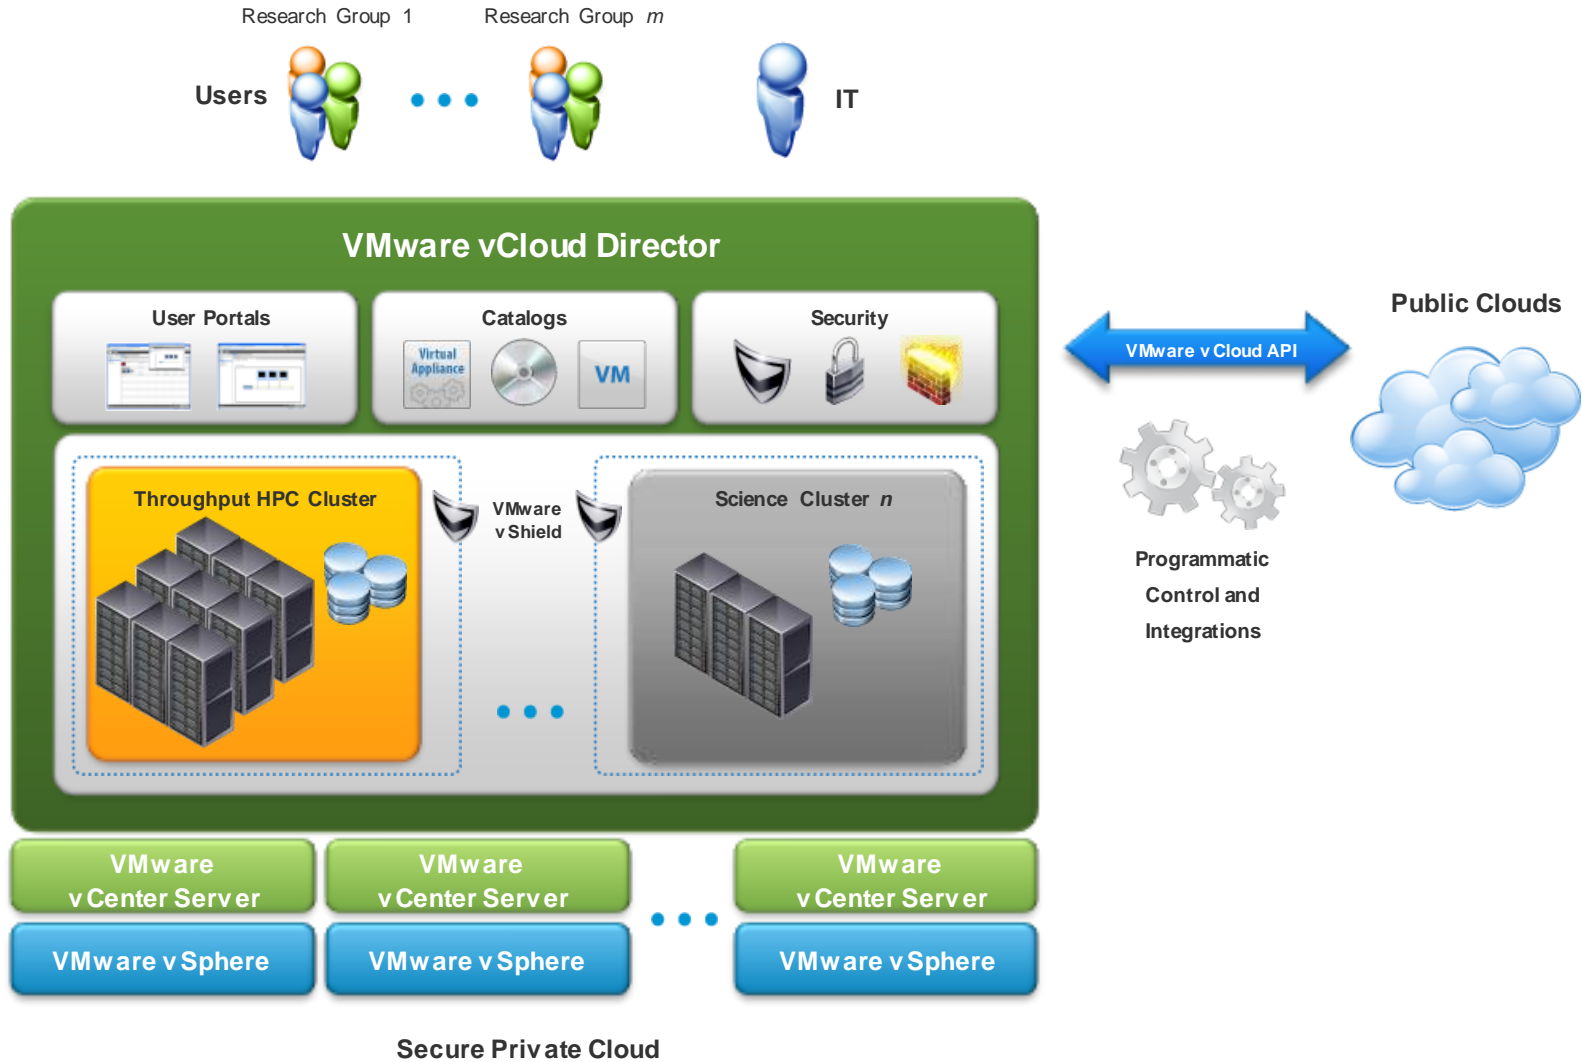 Research Group 1
Research Group m
Users
IT
VMware vCloud Director
User Portals
Catalogs
Security
Virtual
Appliance
VM
VMware vCloud API
Public Clouds
Throughput HPC Cluster
VMware
vShield
Science Cluster n
Programmatic
Control and
Integrations
VMware
vCenter Server
VMware
vCenter Server
VMware
vCenter Server
VMware vSphere
VMware vSphere
VMware vSphere
Secure Private Cloud